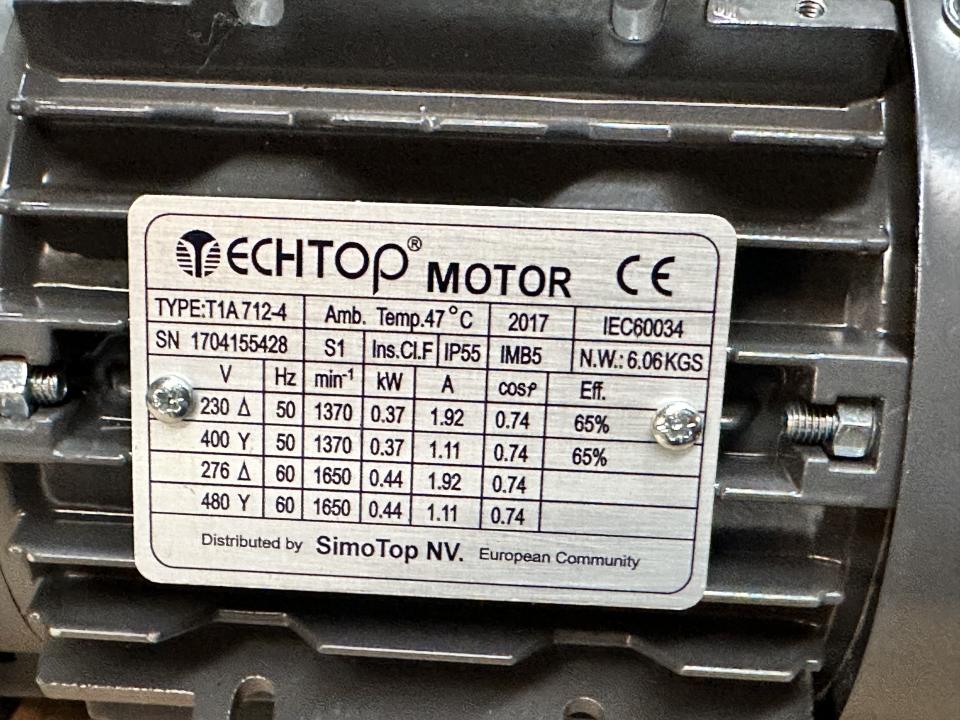 TECHTOP® MOTOR CE
TYPE:T1A 712-4 Amb. Temp.47 °C 2017 IEC60034
SN 1704155428 S1 Ins.Cl.F IP55 IMB5 N.W.: 6.06KGS
V Hz min⁻¹ kW A cosφ Eff.
230 Δ 50 1370 0.37 1.92 0.74 65%
400 Y 50 1370 0.37 1.11 0.74 65%
276 Δ 60 1650 0.44 1.92 0.74
480 Y 60 1650 0.44 1.11 0.74
Distributed by SimoTop NV. European Community